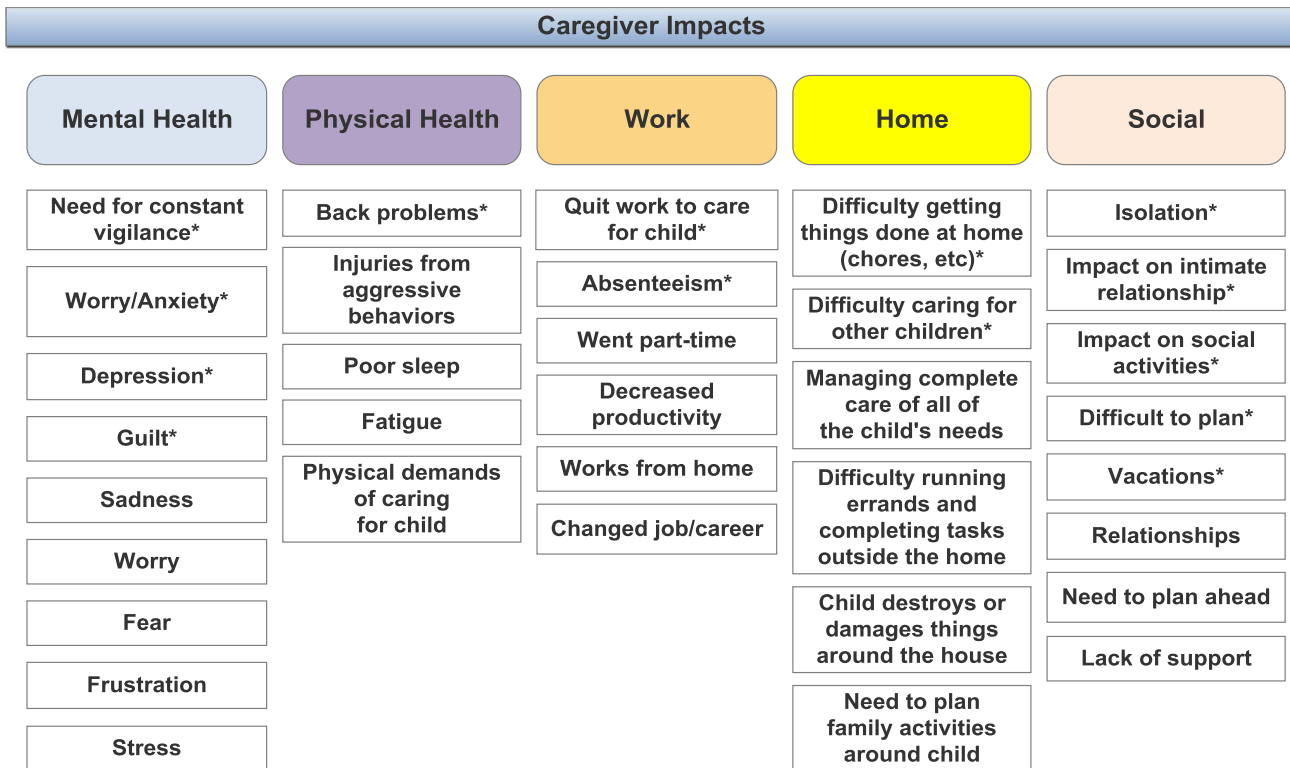 Caregiver Impacts
Mental Health
Need for constant
vigilance*
Worry/Anxiety*
Depression*
Guilt*
Sadness
Worry
Fear
Frustration
Stress
Physical Health
Back problems*
Injuries from
aggressive
behaviors
Poor sleep
Fatigue
Physical demands
of caring
for child
Work
Quit work to care
for child*
Absenteeism*
Went part-time
Decreased
productivity
Works from home
Changed job/career
Home
Difficulty getting
things done at home
(chores, etc)*
Difficulty caring for
other children*
Managing complete
care of all of
the child's needs
Difficulty running
errands and
completing tasks
outside the home
Child destroys or
damages things
around the house
Need to plan
family activities
around child
Social
Isolation*
Impact on intimate
relationship*
Impact on social
activities*
Difficult to plan*
Vacations*
Relationships
Need to plan ahead
Lack of support